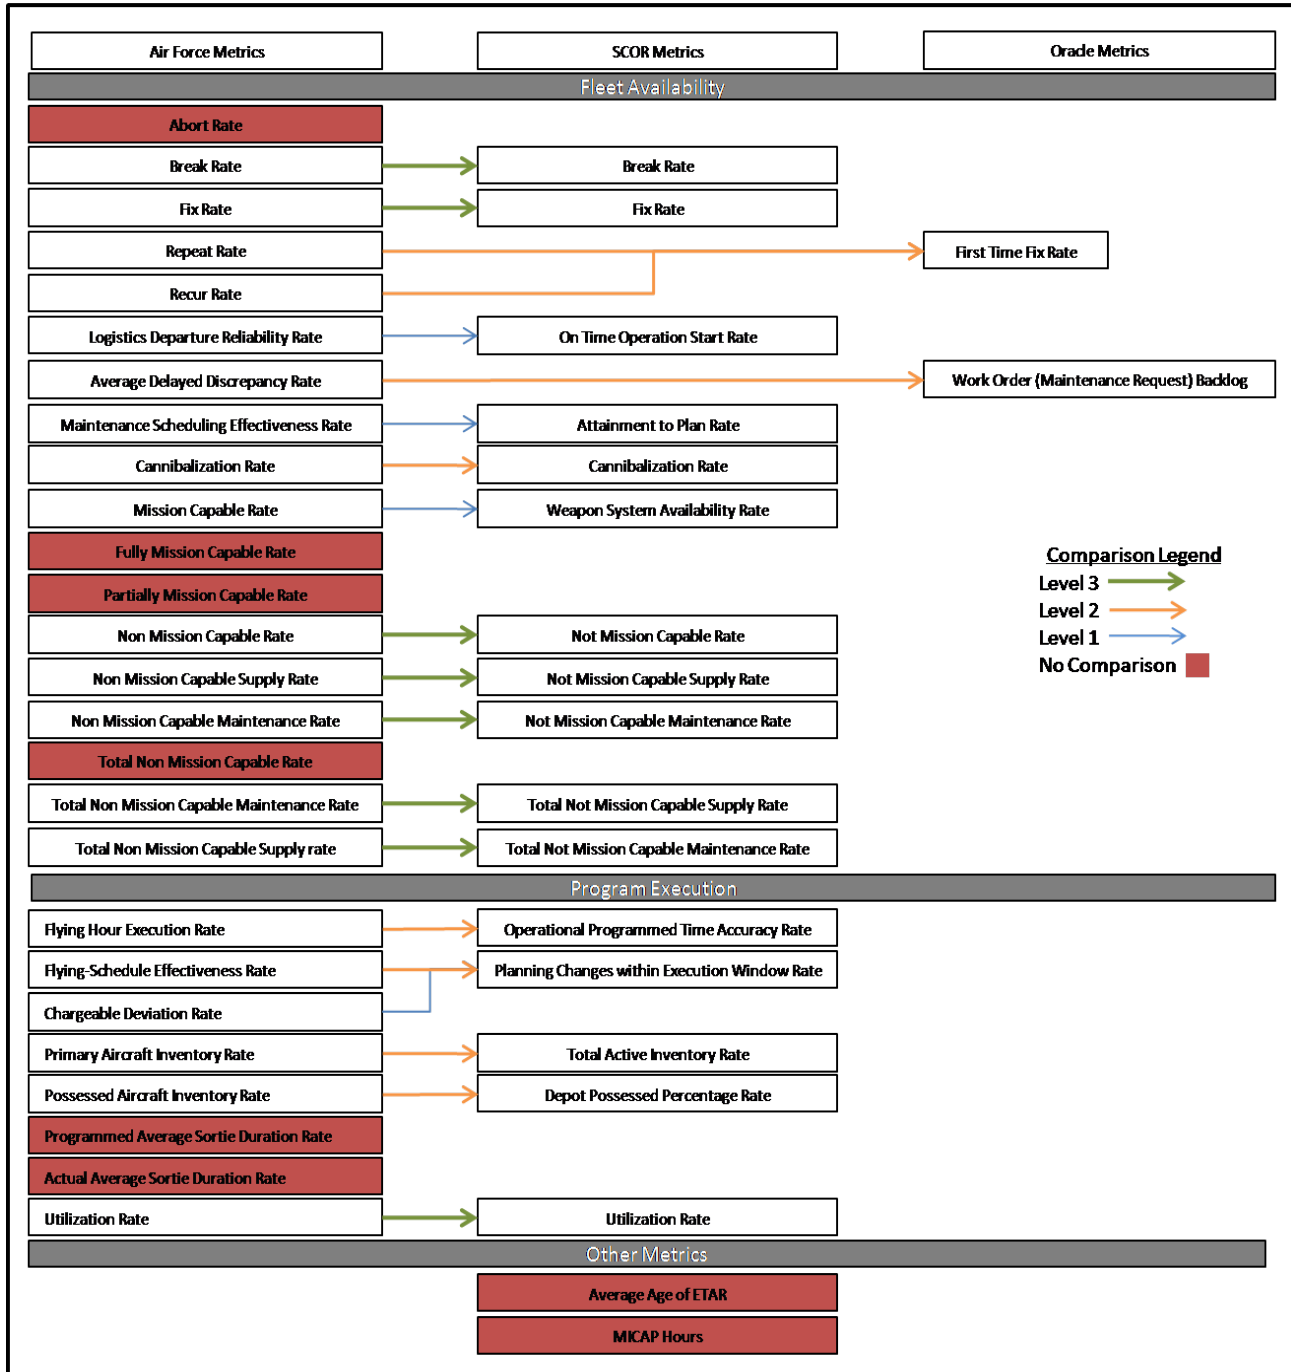 Air Force Metrics
SCOR Metrics
Oracle Metrics
Fleet Availability
Abort Rate
Break Rate
Break Rate
Fix Rate
Fix Rate
Repeat Rate
First Time Fix Rate
Recur Rate
Logistics Departure Reliability Rate
On Time Operation Start Rate
Average Delayed Discrepancy Rate
Work Order (Maintenance Request) Backlog
Maintenance Scheduling Effectiveness Rate
Attainment to Plan Rate
Cannibalization Rate
Cannibalization Rate
Mission Capable Rate
Weapon System Availability Rate
Fully Mission Capable Rate
Partially Mission Capable Rate
Non Mission Capable Rate
Not Mission Capable Rate
Non Mission Capable Supply Rate
Not Mission Capable Supply Rate
Non Mission Capable Maintenance Rate
Not Mission Capable Maintenance Rate
Total Non Mission Capable Rate
Total Non Mission Capable Maintenance Rate
Total Not Mission Capable Supply Rate
Total Non Mission Capable Supply rate
Total Not Mission Capable Maintenance Rate
Comparison Legend
Level 3
Level 2
Level 1
No Comparison
Program Execution
Flying Hour Execution Rate
Operational Programmed Time Accuracy Rate
Flying-Schedule Effectiveness Rate
Planning Changes within Execution Window Rate
Chargeable Deviation Rate
Primary Aircraft Inventory Rate
Total Active Inventory Rate
Possessed Aircraft Inventory Rate
Depot Possessed Percentage Rate
Programmed Average Sortie Duration Rate
Actual Average Sortie Duration Rate
Utilization Rate
Utilization Rate
Other Metrics
Average Age of ETAR
MICAP Hours